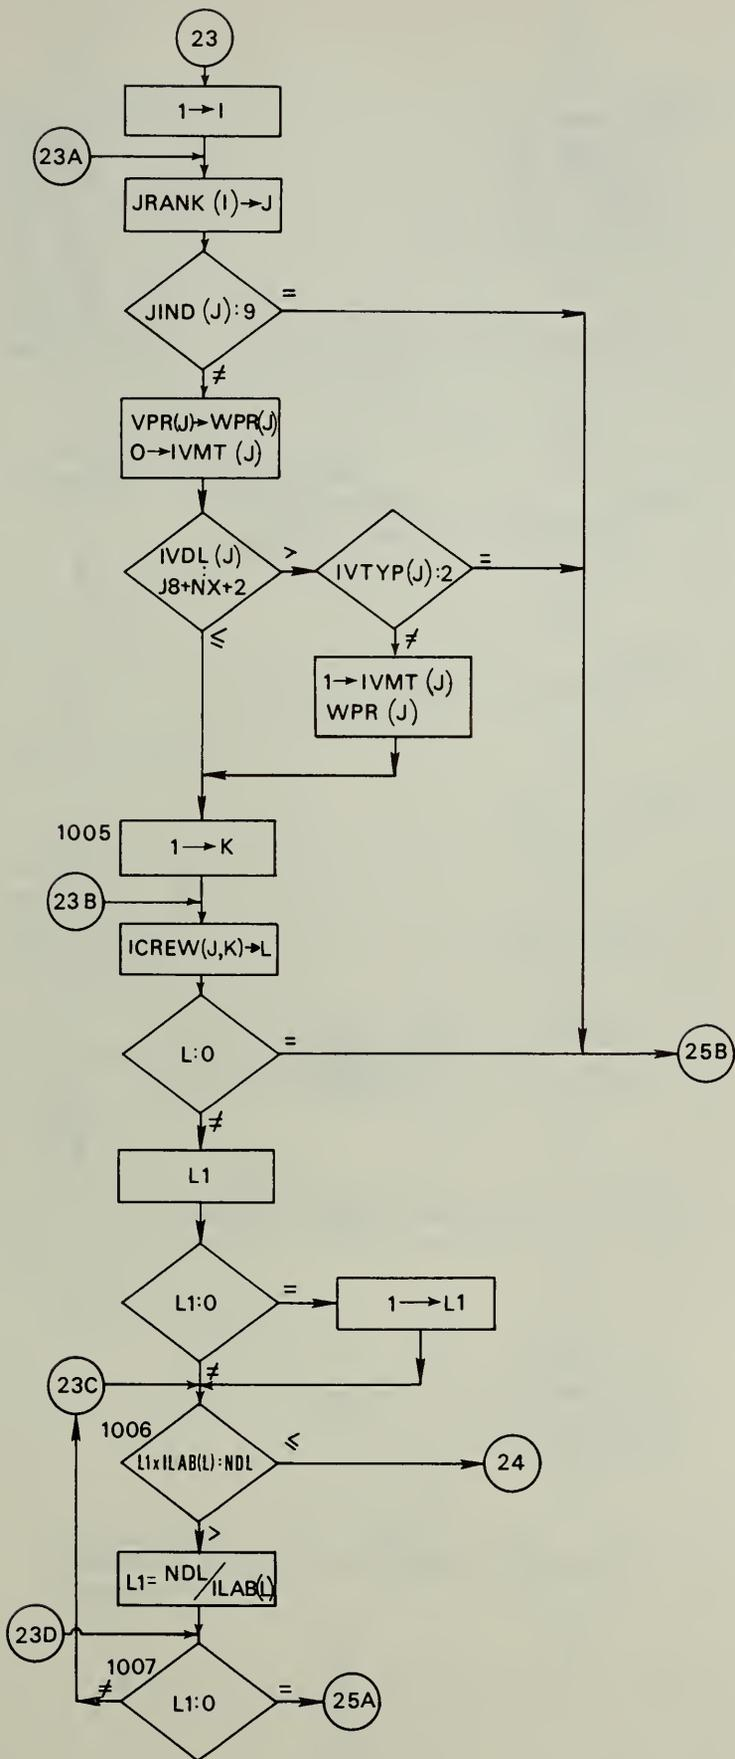 23
1→I
23A
JRANK (I)→J
JIND (J):9
=
≠
VPR(J)→WPR(J)
0→IVMT (J)
IVDL (J)
:
J8+NX+2
>
IVTYP(J):2
=
≤
≠
1→IVMT (J)
WPR (J)
1005
1→K
23B
ICREW(J,K)→L
L:0
=
25B
≠
L1
L1:0
=
1→L1
≠
23C
1006
L1xILAB(L):NDL
≤
24
>
L1=NDL/ILAB(L)
23D
1007
≠
L1:0
=
25A